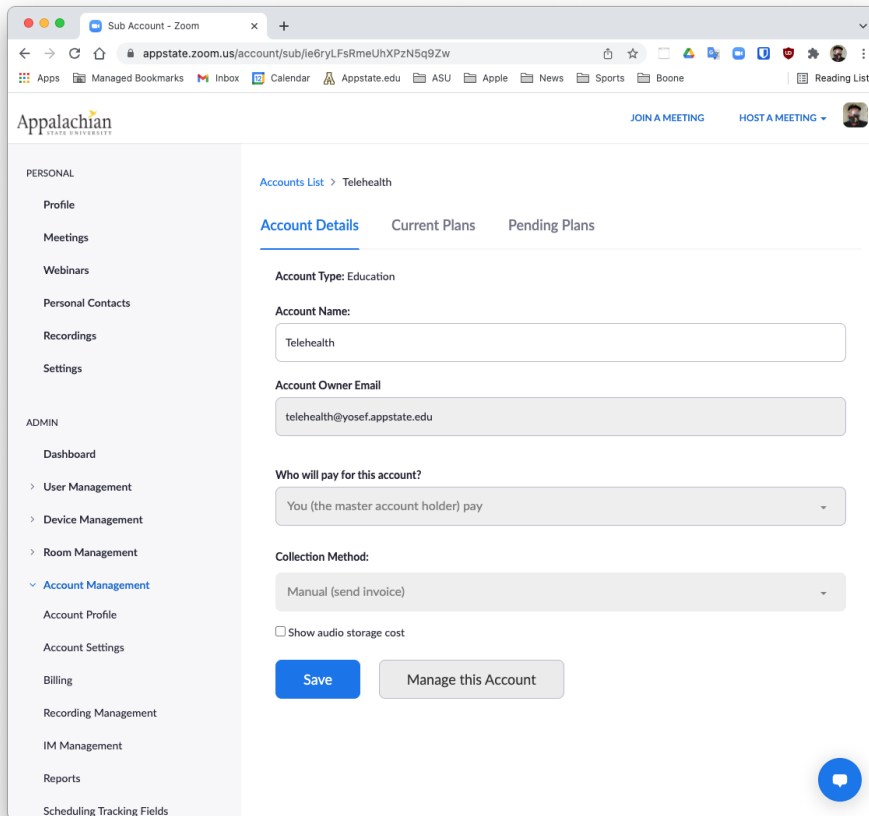 Sub Account - Zoom
appstate.zoom.us/account/sub/ie6ryLFsRmeUhXPzN5q9Zw
Apps Managed Bookmarks Inbox Calendar Appstate.edu ASU Apple News Sports Boone Reading List
Appalachian
STATE UNIVERSITY
JOIN A MEETING HOST A MEETING
PERSONAL
Profile
Meetings
Webinars
Personal Contacts
Recordings
Settings
ADMIN
Dashboard
User Management
Device Management
Room Management
Account Management
Account Profile
Account Settings
Billing
Recording Management
IM Management
Reports
Scheduling Tracking Fields
Accounts List > Telehealth
Account Details Current Plans Pending Plans
Account Type: Education
Account Name:
Telehealth
Account Owner Email
telehealth@yosef.appstate.edu
Who will pay for this account?
You (the master account holder) pay
Collection Method:
Manual (send invoice)
Show audio storage cost
Save Manage this Account